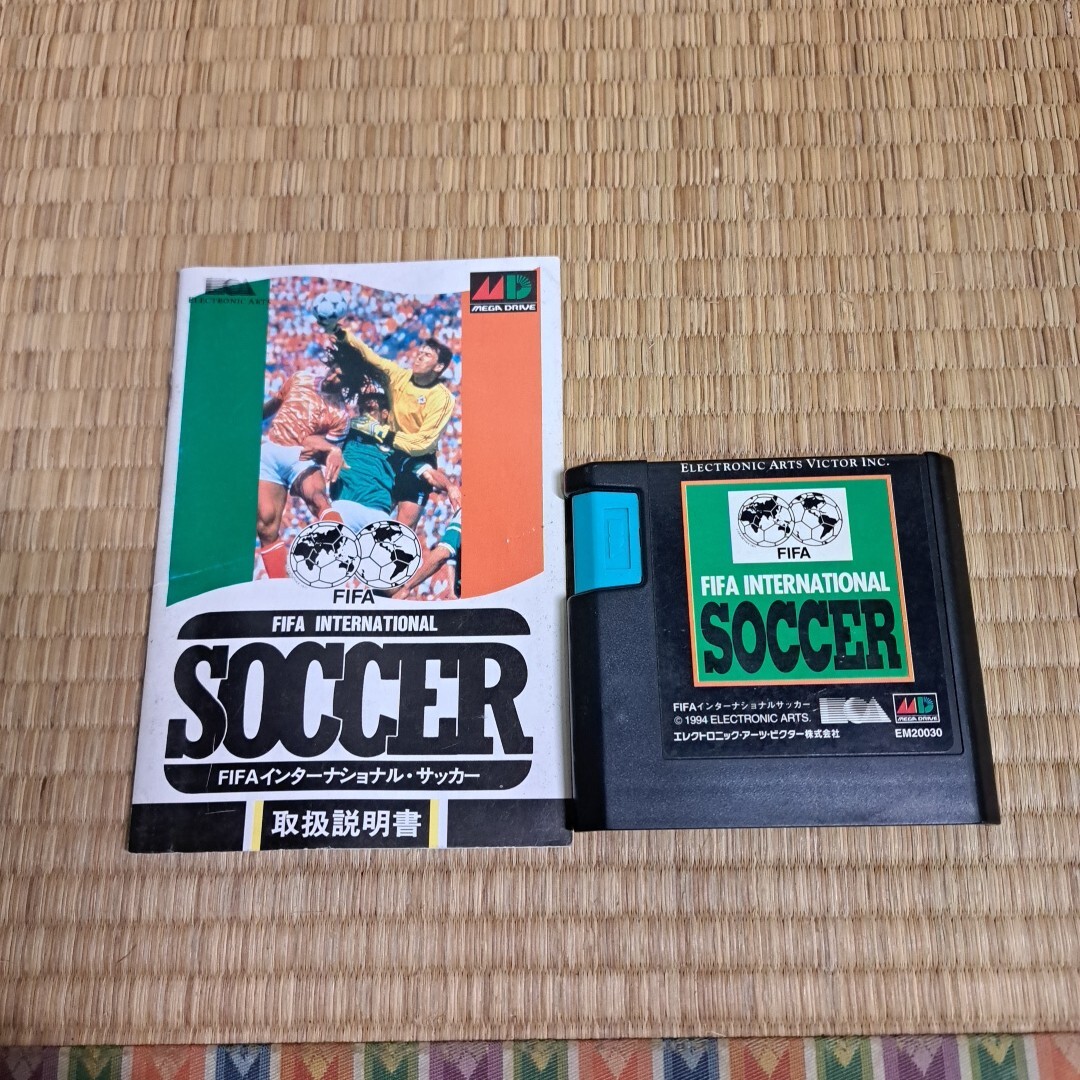 ELECTRONIC ARTS
MEGA DRIVE
FIFA
FIFA INTERNATIONAL
SOCCER
FIFAインターナショナル・サッカー
取扱説明書
ELECTRONIC ARTS VICTOR INC.
FIFA
FIFA INTERNATIONAL
SOCCER
FIFAインターナショナルサッカー
© 1994 ELECTRONIC ARTS.
エレクトロニック・アーツ・ビクター株式会社
EA
MD
MEGA DRIVE
EM20030